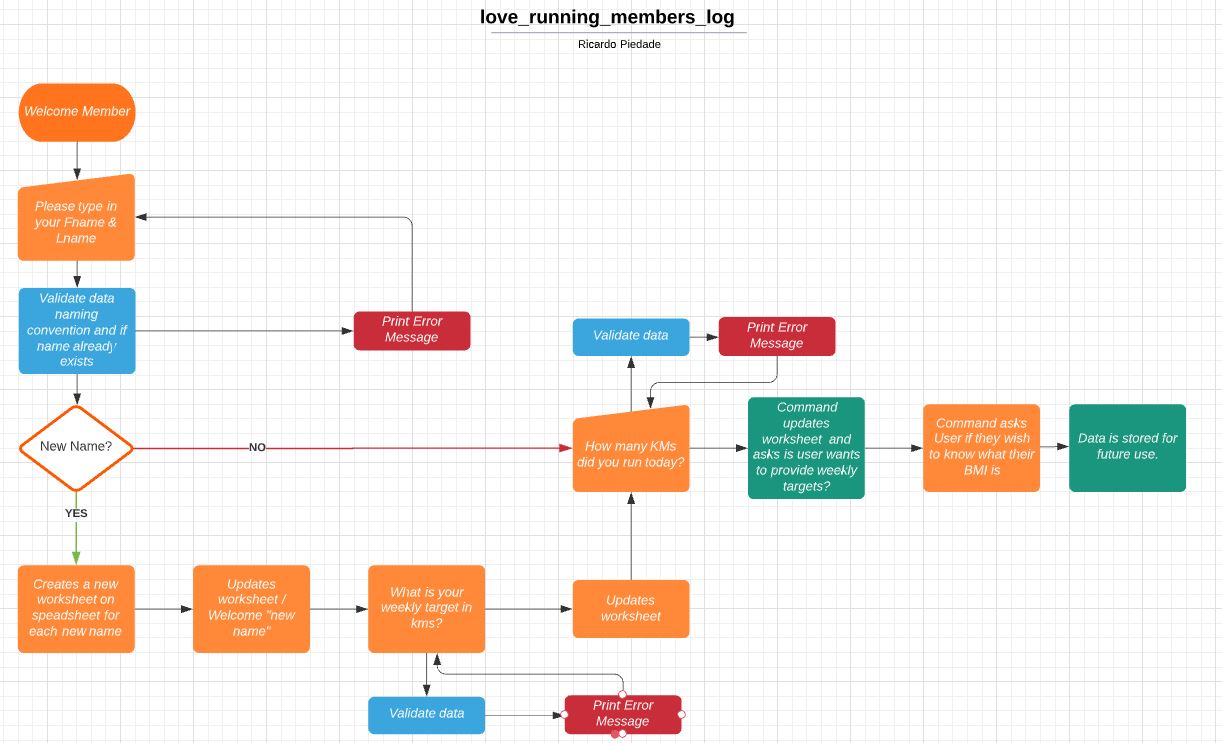 love_running_members_log
Ricardo Piedade
Welcome Member
Please type in
your Fname &
Lname
Validate data
naming
convention and if
name already
exists
Print Error
Message
Validate data
Print Error
Message
New Name?
NO
How many KMs
did you run today?
Command
updates
worksheet and
asks is user wants
to provide weekly
targets?
Command asks
User if they wish
to know what their
BMI is
Data is stored for
future use.
YES
Creates a new
worksheet on
speadsheet for
each new name
Updates
worksheet /
Welcome "new
name"
What is your
weekly target in
kms?
Updates
worksheet
Validate data
Print Error
Message